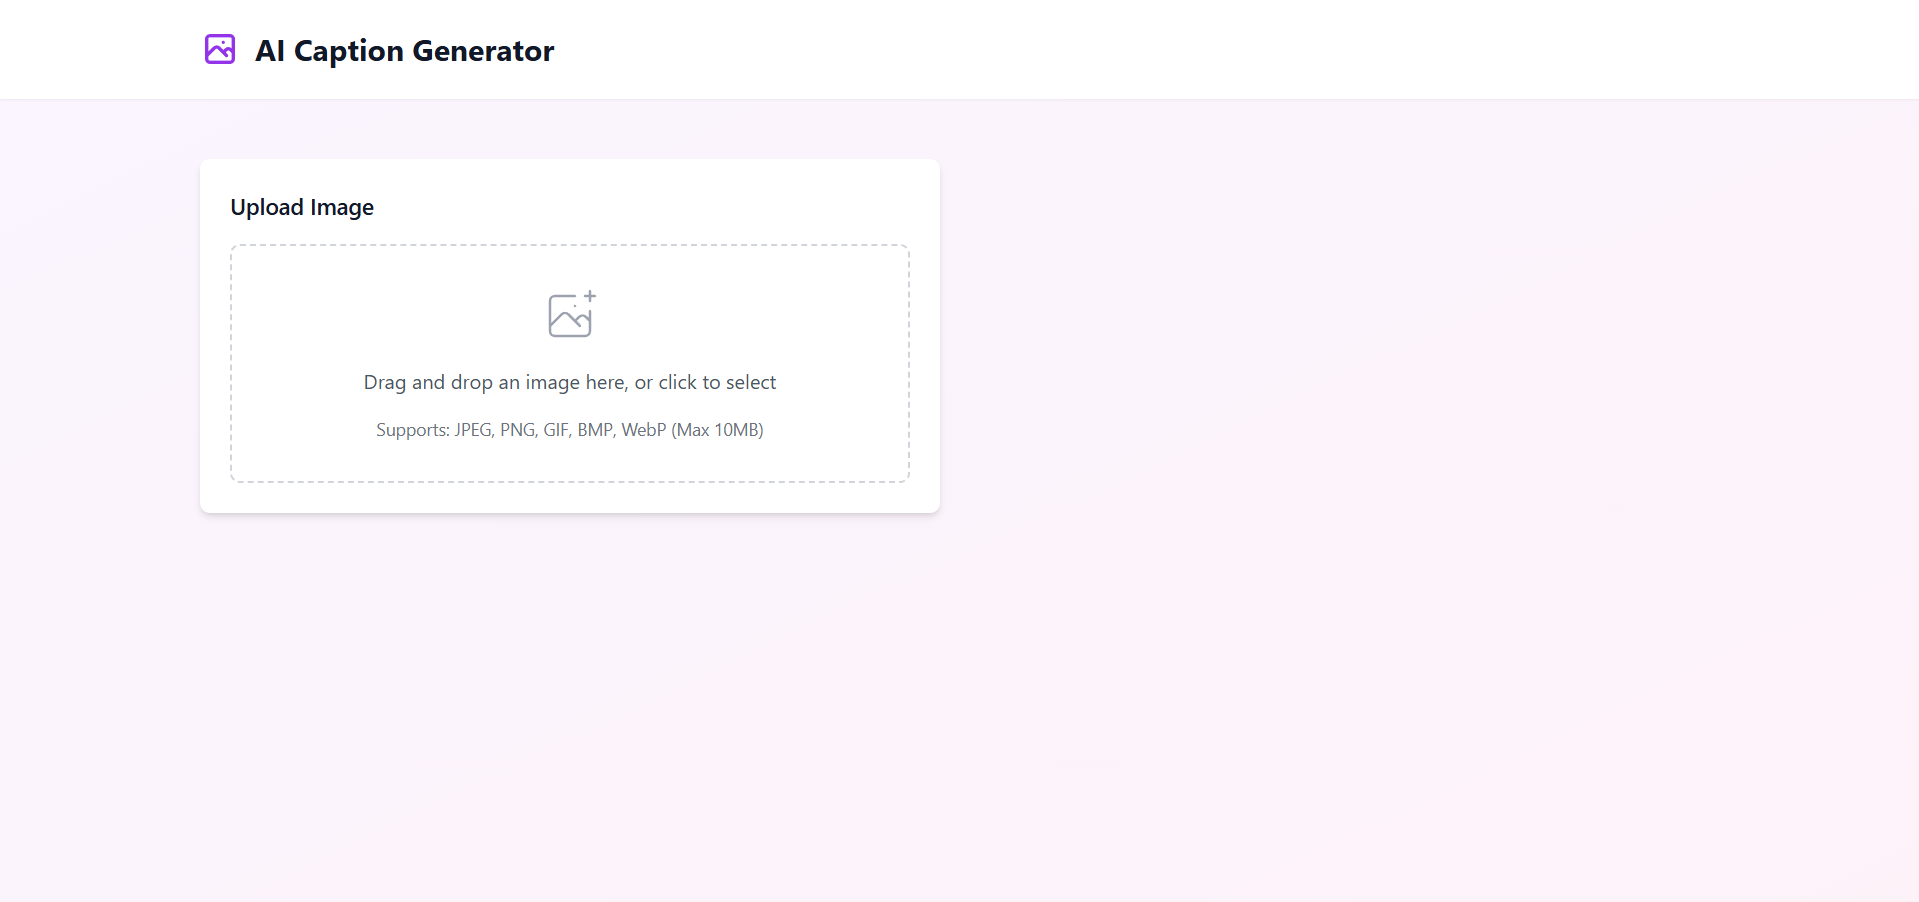 AI Caption Generator
Upload Image
Drag and drop an image here, or click to select
Supports: JPEG, PNG, GIF, BMP, WebP (Max 10MB)